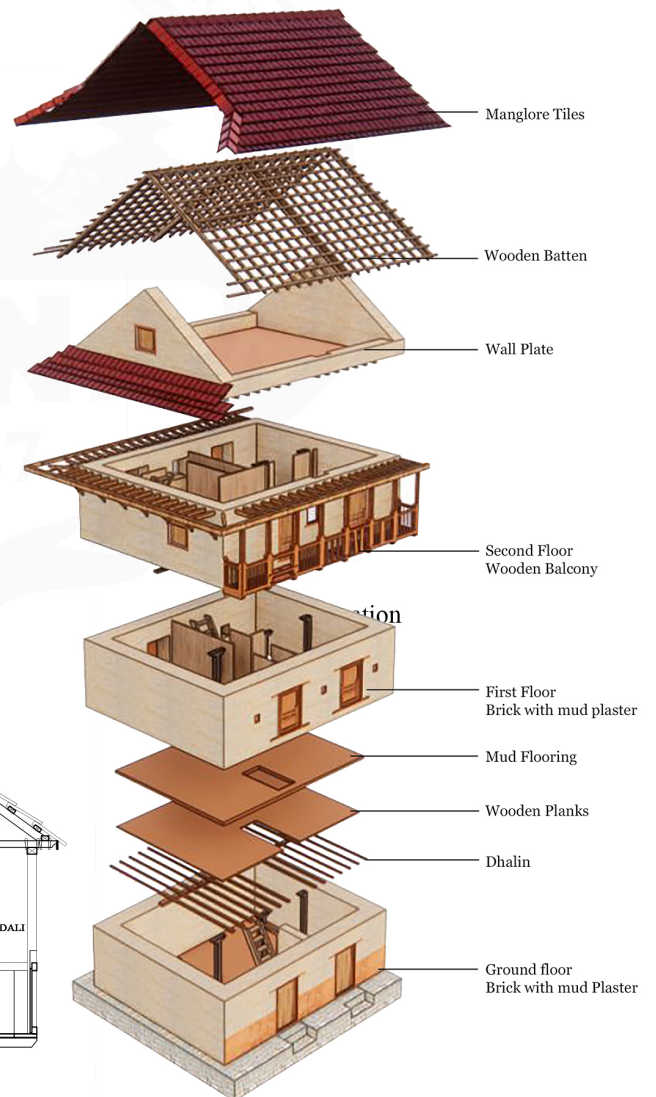 Manglore Tiles
Wooden Batten
Wall Plate
Second Floor
Wooden Balcony
First Floor
Brick with mud plaster
Mud Flooring
Wooden Planks
Dhalin
DALI
Ground floor
Brick with mud Plaster